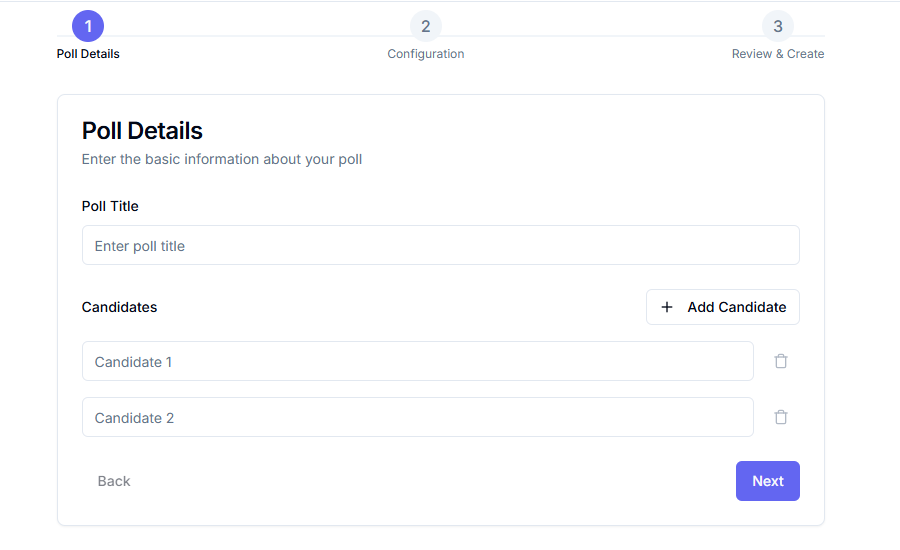 1 2 3
Poll Details Configuration Review & Create
Poll Details
Enter the basic information about your poll
Poll Title
Enter poll title
Candidates + Add Candidate
Candidate 1
Candidate 2
Back Next